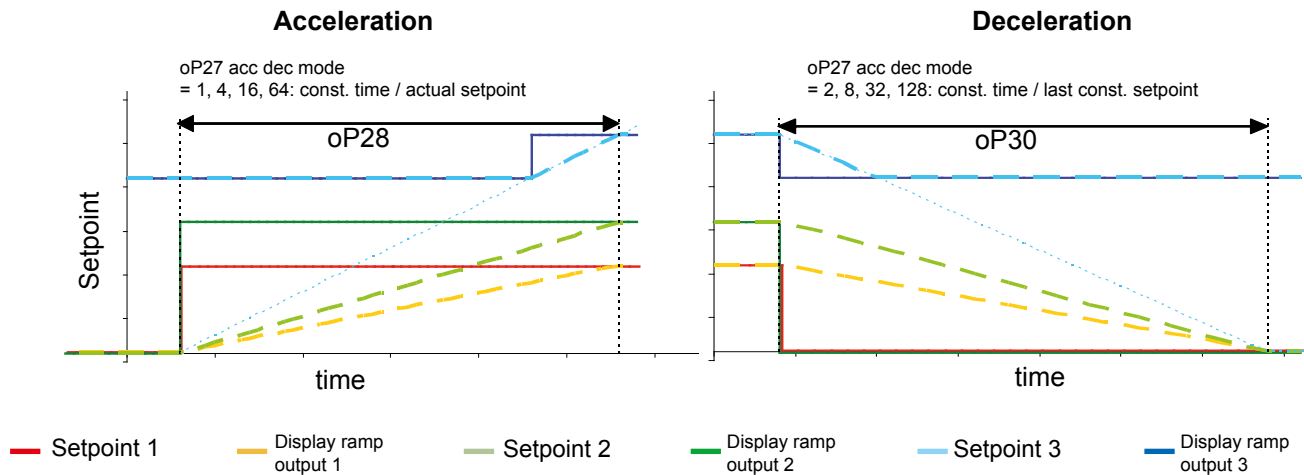 Acceleration
Deceleration
oP27 acc dec mode
= 1, 4, 16, 64: const. time / actual setpoint
oP27 acc dec mode
= 2, 8, 32, 128: const. time / last const. setpoint
oP28
oP30
Setpoint
time
time
Setpoint 1
Display ramp
output 1
Setpoint 2
Display ramp
output 2
Setpoint 3
Display ramp
output 3